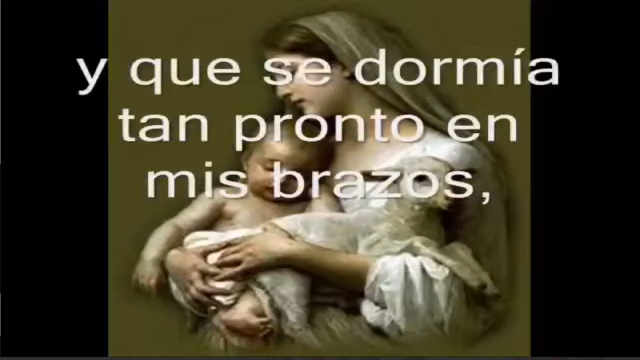 y que se dormía
tan pronto en
mis brazos,